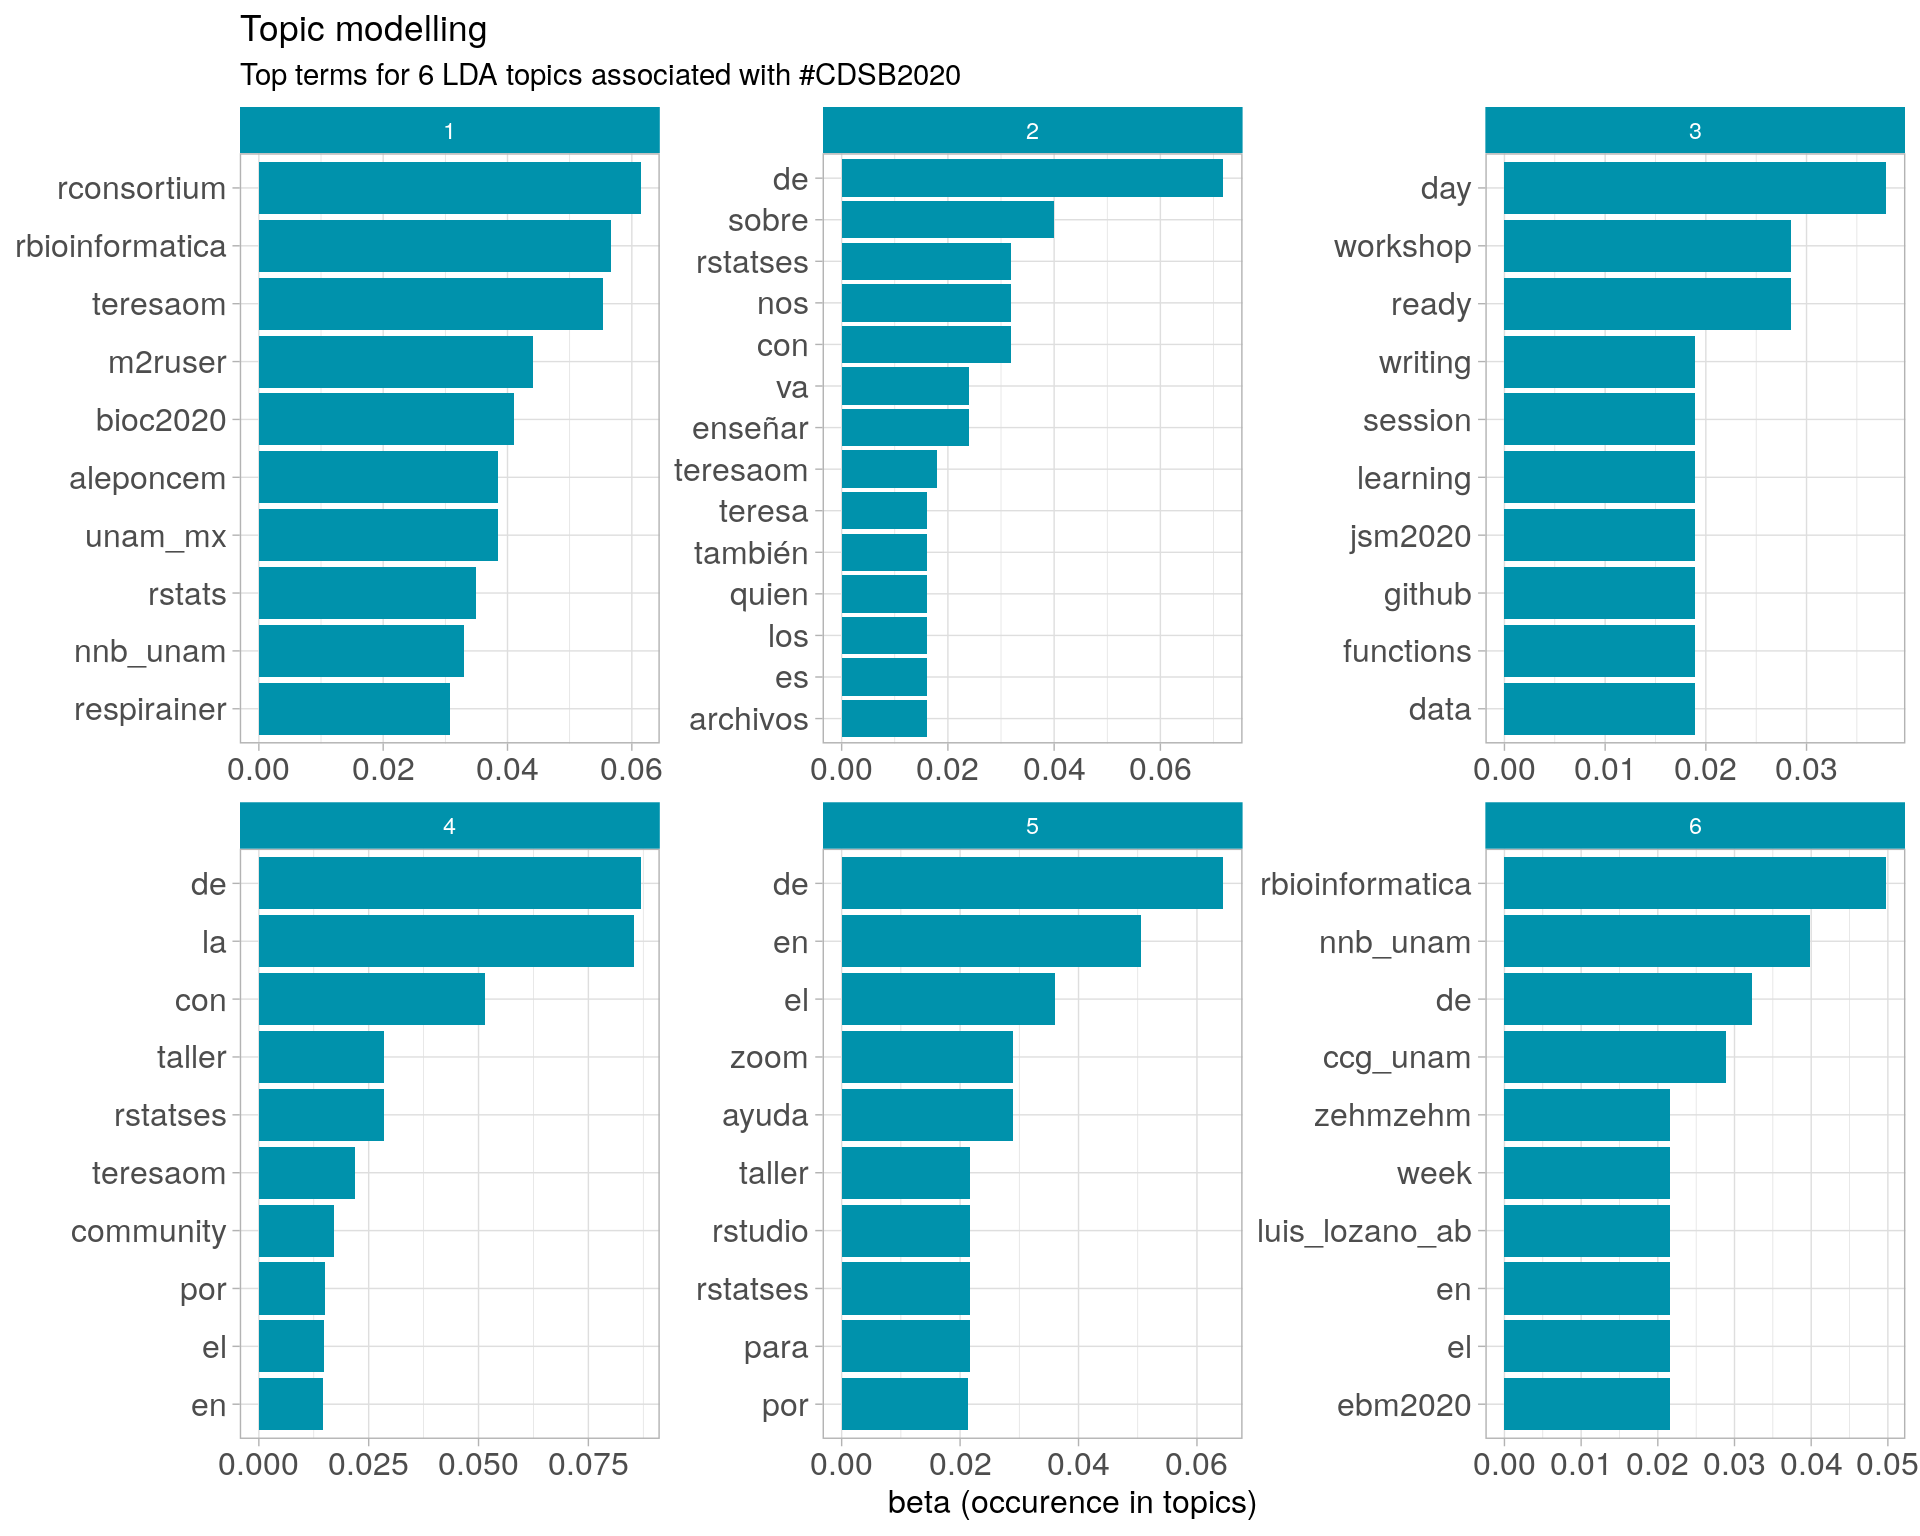 Topic modelling
Top terms for 6 LDA topics associated with #CDSB2020
1
rconsortium
rbioinformatica
teresaom
m2ruser
bioc2020
aleponcem
unam_mx
rstats
nnb_unam
respirainer
0.00 0.02 0.04 0.06
2
de
sobre
rstatses
nos
con
va
enseñar
teresaom
teresa
también
quien
los
es
archivos
0.00 0.02 0.04 0.06
3
day
workshop
ready
writing
session
learning
jsm2020
github
functions
data
0.00 0.01 0.02 0.03
4
de
la
con
taller
rstatses
teresaom
community
por
el
en
0.000 0.025 0.050 0.075
5
de
en
el
zoom
ayuda
taller
rstudio
rstatses
para
por
0.00 0.02 0.04 0.06
6
rbioinformatica
nnb_unam
de
ccg_unam
zehmzehm
week
luis_lozano_ab
en
el
ebm2020
0.00 0.01 0.02 0.03 0.04 0.05
beta (occurence in topics)